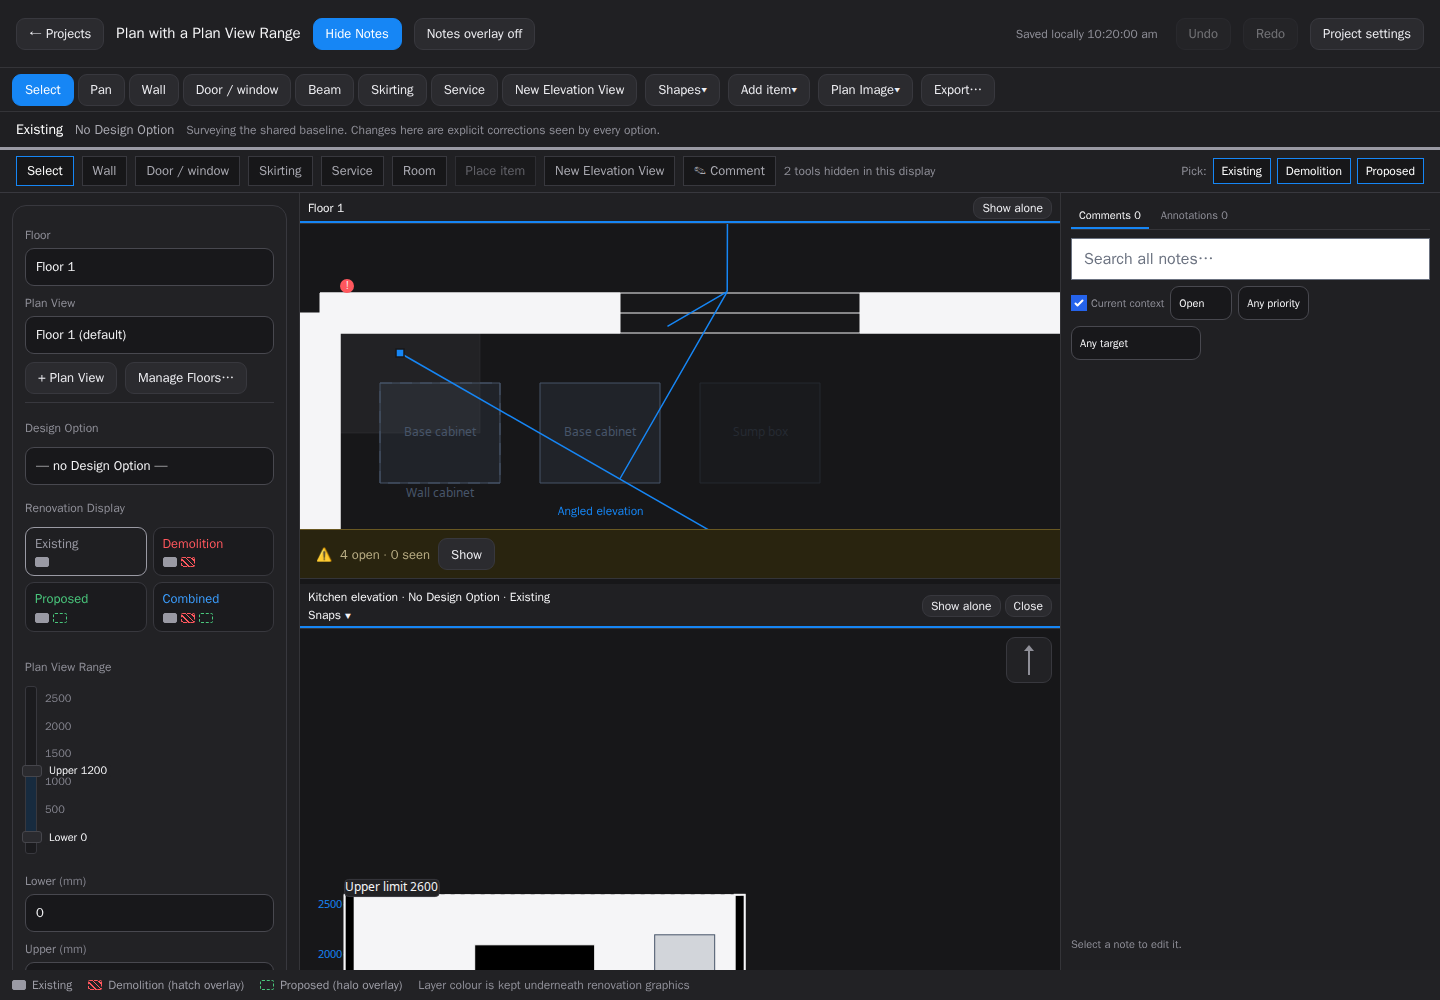 ← Projects
Plan with a Plan View Range
Hide Notes
Notes overlay off
Saved locally 10:20:00 am
Undo
Redo
Project settings
Select
Pan
Wall
Door / window
Beam
Skirting
Service
New Elevation View
Shapes▾
Add item▾
Plan Image▾
Export⋯
Existing
No Design Option
Surveying the shared baseline. Changes here are explicit corrections seen by every option.
Select
Wall
Door / window
Skirting
Service
Room
Place item
New Elevation View
✎ Comment
2 tools hidden in this display
Pick:
Existing
Demolition
Proposed
Floor
Floor 1
Plan View
Floor 1 (default)
+ Plan View
Manage Floors⋯
Design Option
— no Design Option —
Renovation Display
Existing
Demolition
Proposed
Combined
Plan View Range
2500
2000
1500
Upper 1200
1000
500
Lower 0
Lower (mm)
0
Upper (mm)
Floor 1
Show alone
!
Base cabinet
Base cabinet
Sump box
Wall cabinet
Angled elevation
⚠️ 4 open · 0 seen
Show
Kitchen elevation · No Design Option · Existing
Snaps ▾
Show alone
Close
Upper limit 2600
2500
2000
Comments 0
Annotations 0
Search all notes⋯
Current context
Open
Any priority
Any target
Select a note to edit it.
Existing
Demolition (hatch overlay)
Proposed (halo overlay)
Layer colour is kept underneath renovation graphics